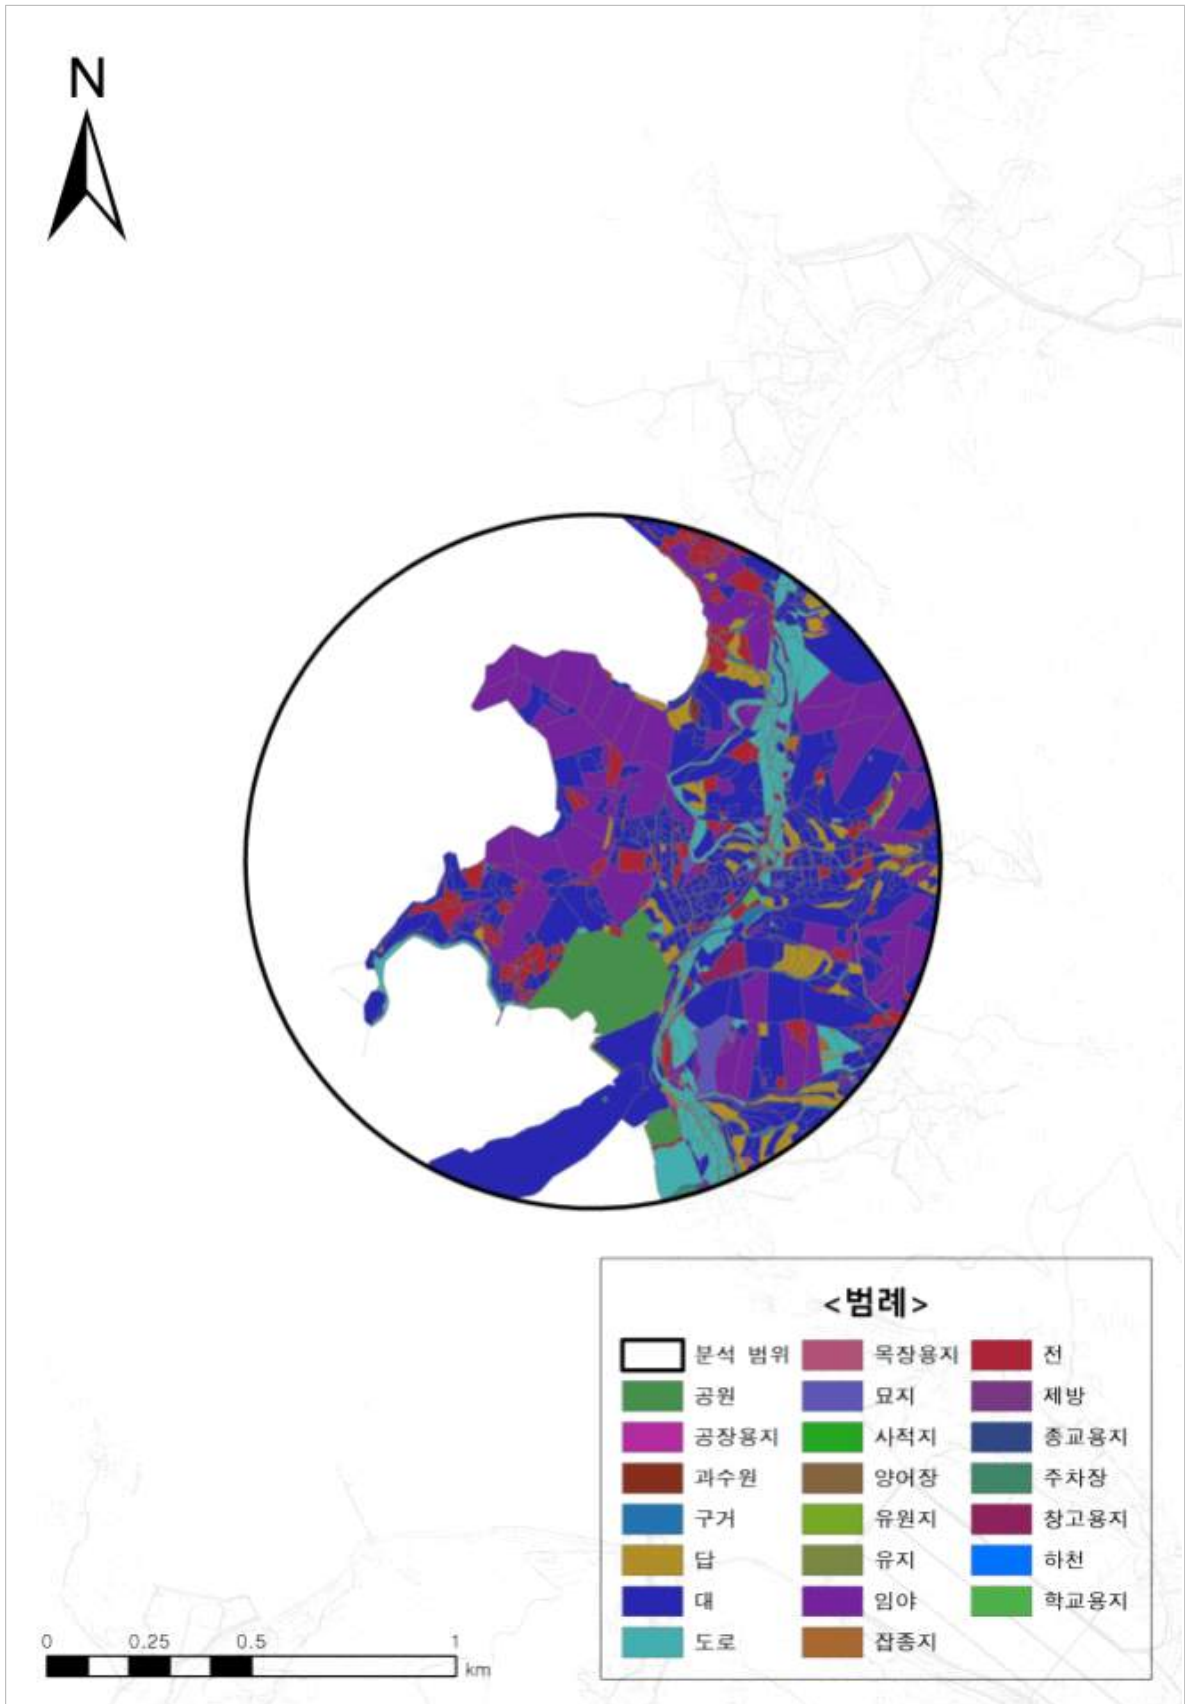 N
<범례>
분석 범위 목장용지 전
공원 묘지 제방
공장용지 사적지 종교용지
과수원 양어장 주차장
구거 유원지 창고용지
답 유지 하천
대 임야 학교용지
도로 잡종지
0 0.25 0.5 1
km